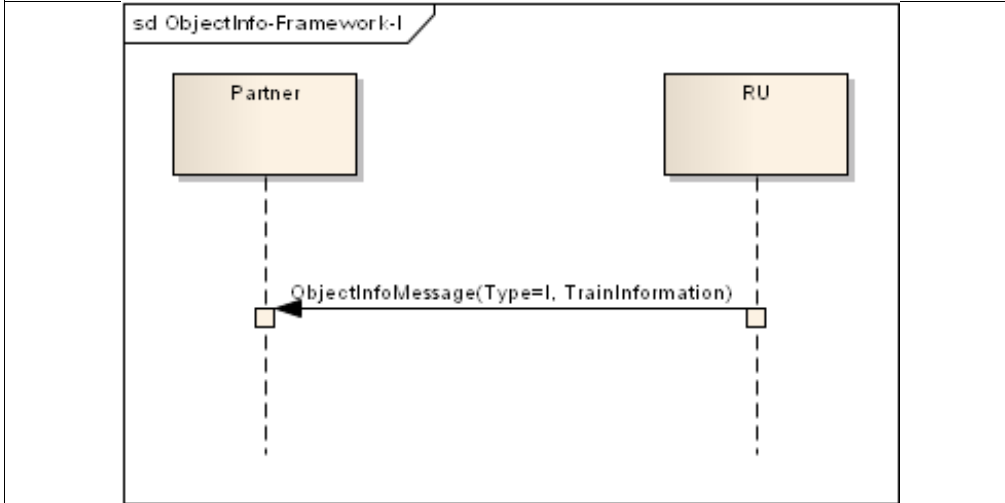 sd ObjectInfo-Framework-I
Partner
RU
ObjectInfoMessage(Type=I, TrainInformation)